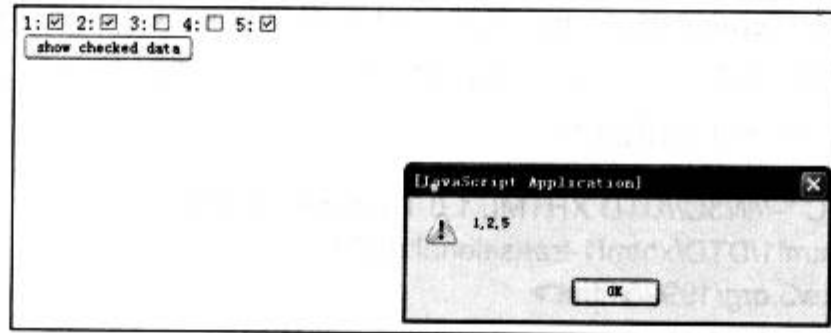 1: 2: 3: 4: 5:
show checked data
[JavaScript Application]
1,2,5
OK